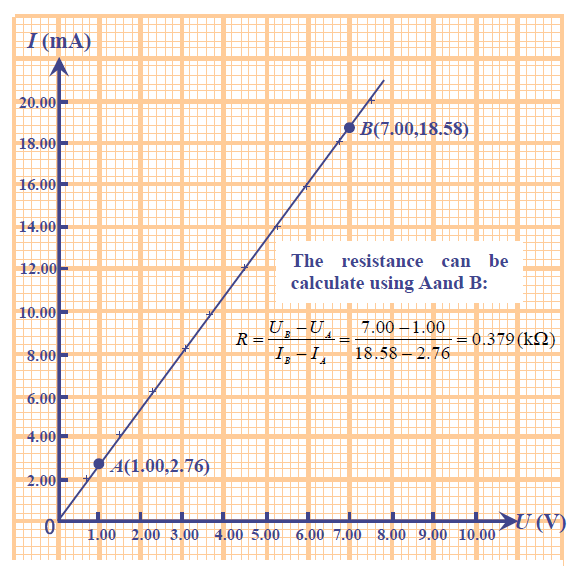 I (mA)
20.00
18.00
B(7.00,18.58)
16.00
14.00
The resistance can be
12.00
calculate using Aand B:
10.00
R = (U_B − U_A) / (I_B − I_A) = (7.00 − 1.00) / (18.58 − 2.76) = 0.379 (kΩ)
8.00
6.00
4.00
A(1.00,2.76)
2.00
0
U (V)
1.00 2.00 3.00 4.00 5.00 6.00 7.00 8.00 9.00 10.00